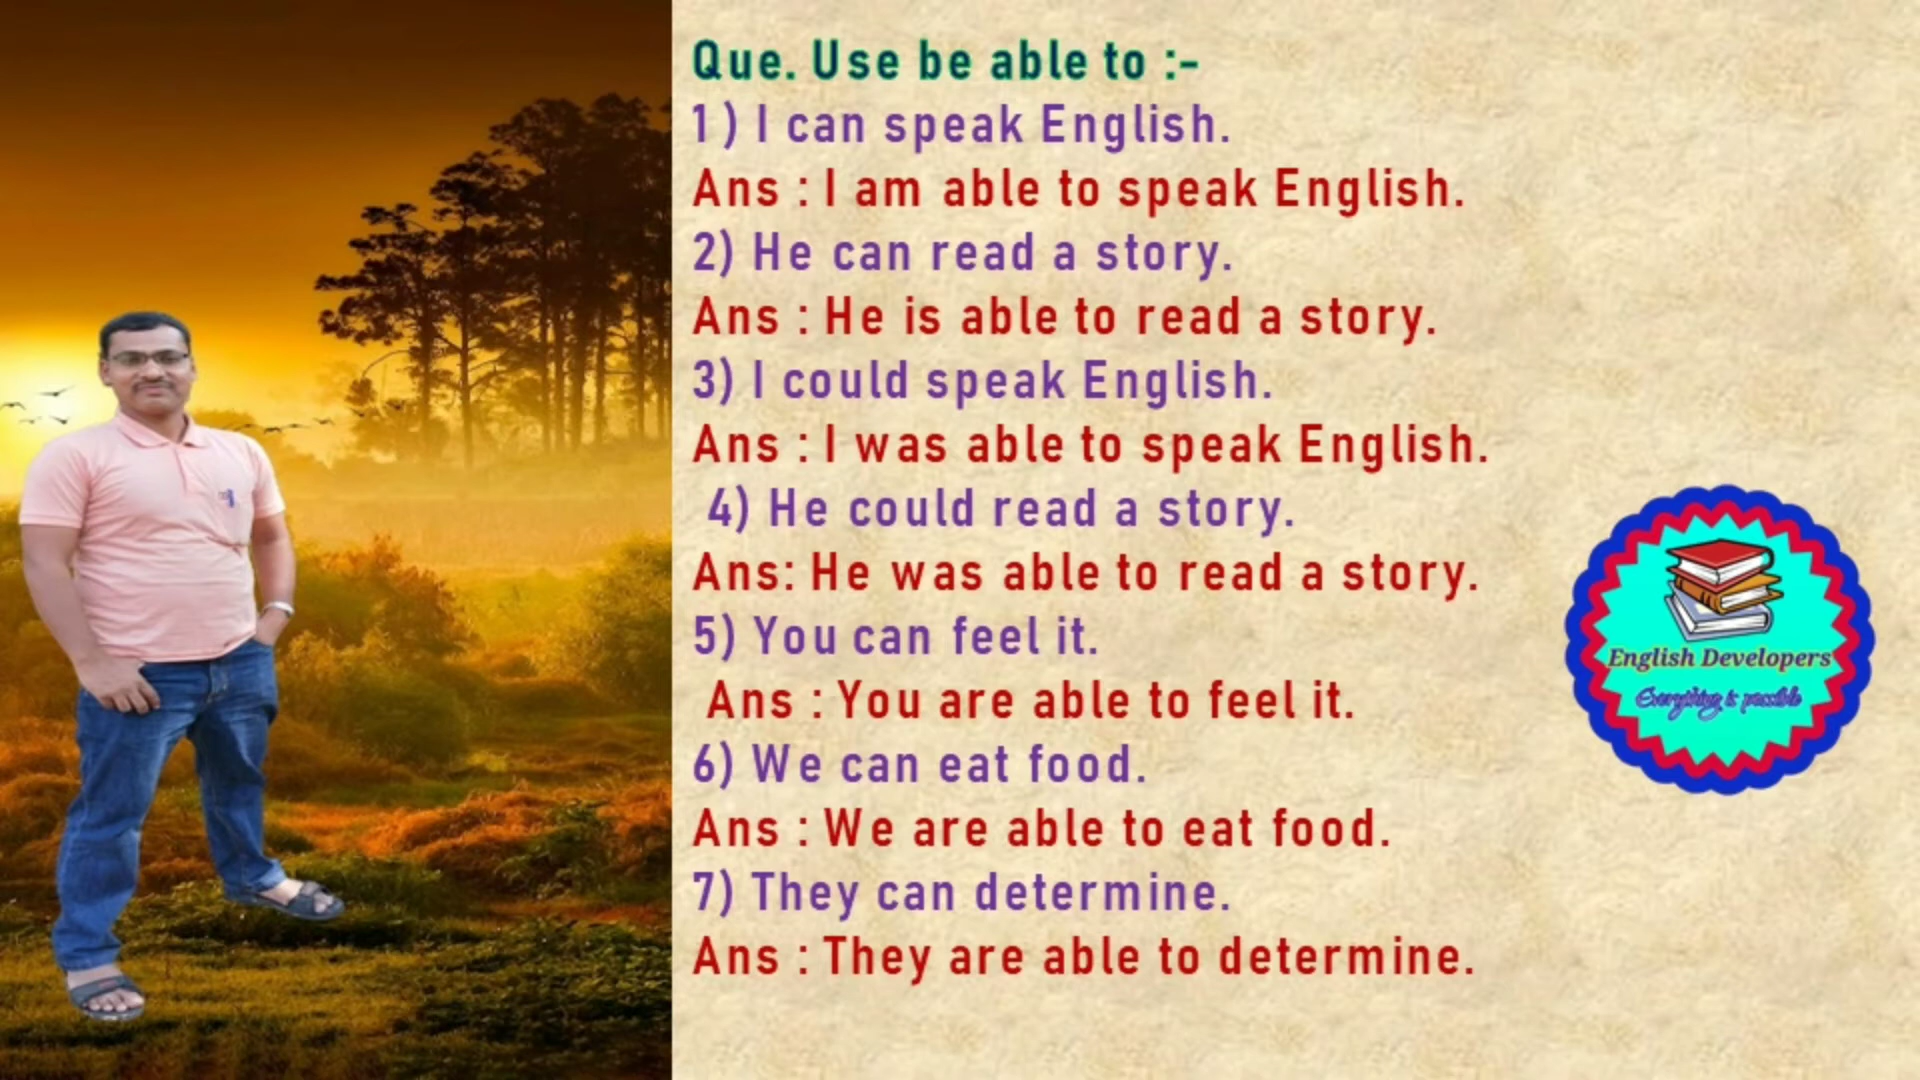 Que. Use be able to :-
1) I can speak English.
Ans : I am able to speak English.
2) He can read a story.
Ans : He is able to read a story.
3) I could speak English.
Ans : I was able to speak English.
4) He could read a story.
Ans: He was able to read a story.
5) You can feel it.
Ans : You are able to feel it.
6) We can eat food.
Ans : We are able to eat food.
7) They can determine.
Ans : They are able to determine.
English Developers
Everything is possible